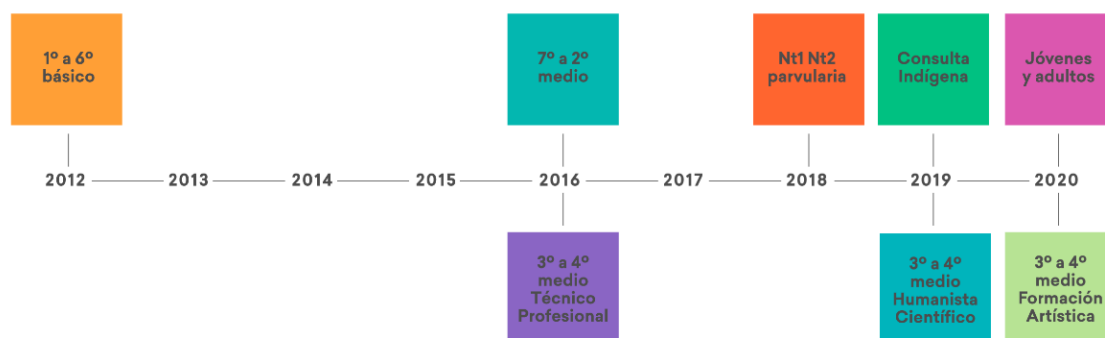 1º a 6º
básico
7º a 2º
medio
Nt1 Nt2
parvularia
Consulta
Indígena
Jóvenes
y adultos
2012
2013
2014
2015
2016
2017
2018
2019
2020
3º a 4º
medio
Técnico
Profesional
3º a 4º
medio
Humanista
Científico
3º a 4º
medio
Formación
Artística